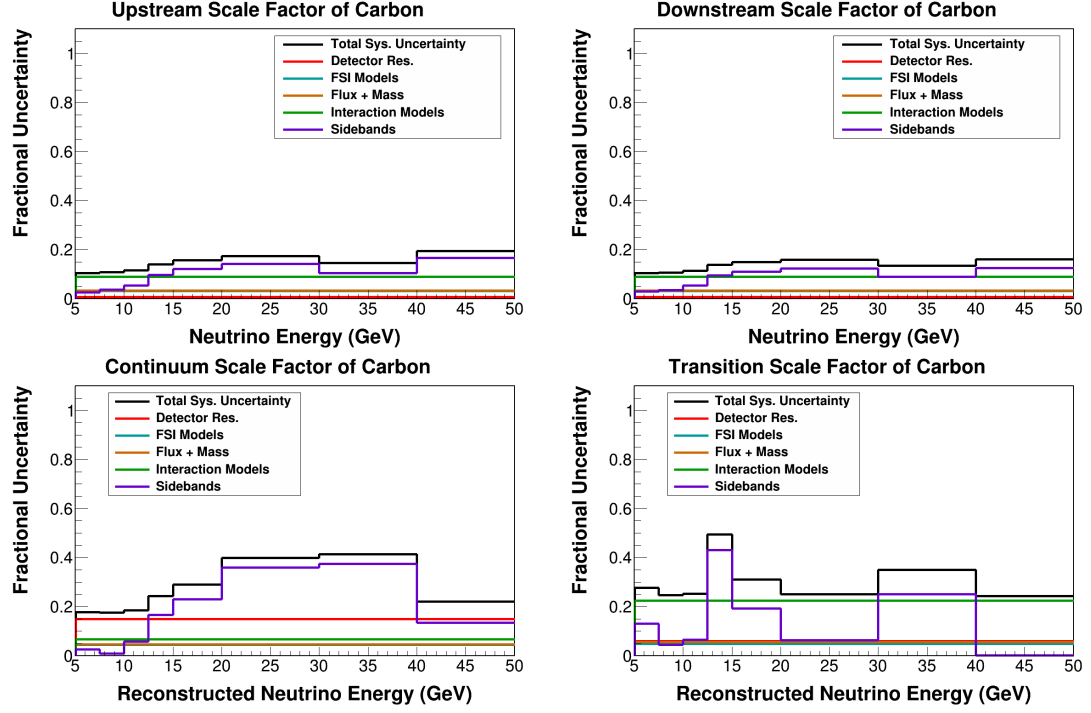 Upstream Scale Factor of Carbon
Fractional Uncertainty
1
0.8
0.6
0.4
0.2
0
Total Sys. Uncertainty
Detector Res.
FSI Models
Flux + Mass
Interaction Models
Sidebands
5 10 15 20 25 30 35 40 45 50
Neutrino Energy (GeV)
Downstream Scale Factor of Carbon
Fractional Uncertainty
1
0.8
0.6
0.4
0.2
0
Total Sys. Uncertainty
Detector Res.
FSI Models
Flux + Mass
Interaction Models
Sidebands
5 10 15 20 25 30 35 40 45 50
Neutrino Energy (GeV)
Continuum Scale Factor of Carbon
Fractional Uncertainty
1
0.8
0.6
0.4
0.2
0
Total Sys. Uncertainty
Detector Res.
FSI Models
Flux + Mass
Interaction Models
Sidebands
5 10 15 20 25 30 35 40 45 50
Reconstructed Neutrino Energy (GeV)
Transition Scale Factor of Carbon
Fractional Uncertainty
1
0.8
0.6
0.4
0.2
0
Total Sys. Uncertainty
Detector Res.
FSI Models
Flux + Mass
Interaction Models
Sidebands
5 10 15 20 25 30 35 40 45 50
Reconstructed Neutrino Energy (GeV)